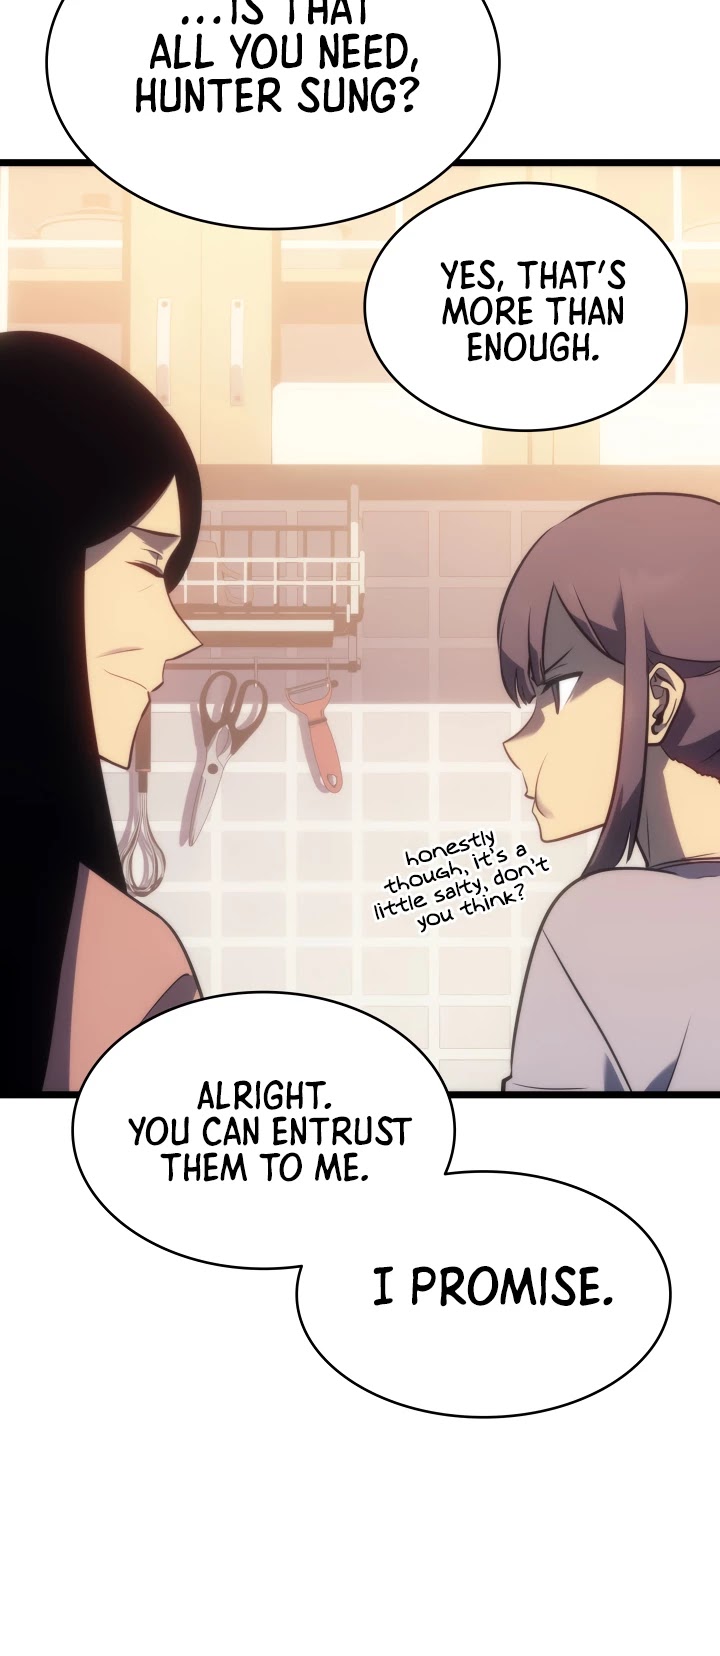 ...IS THAT
ALL YOU NEED,
HUNTER SUNG?
YES, THAT'S
MORE THAN
ENOUGH.
honestly
though, it's a
little salty, don't
you think?
ALRIGHT.
YOU CAN ENTRUST
THEM TO ME.
I PROMISE.